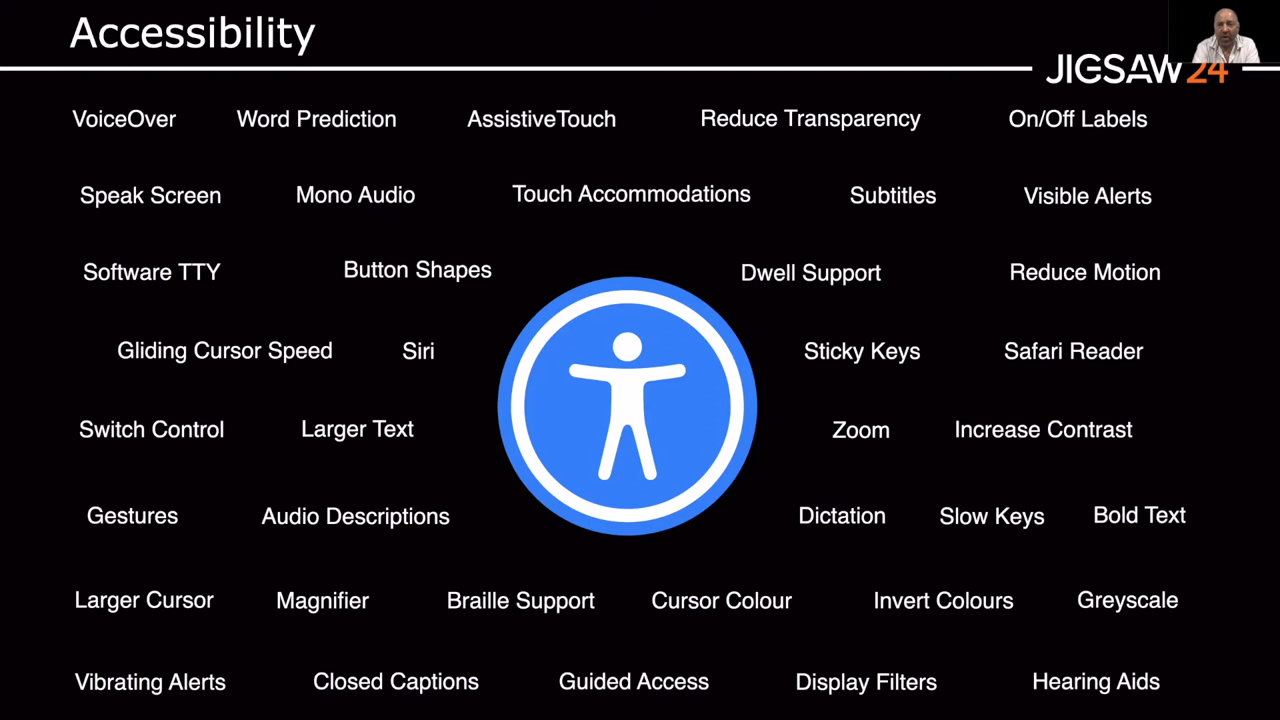 Accessibility
JIGSAW24
VoiceOver Word Prediction AssistiveTouch Reduce Transparency On/Off Labels
Speak Screen Mono Audio Touch Accommodations Subtitles Visible Alerts
Software TTY Button Shapes Dwell Support Reduce Motion
Gliding Cursor Speed Siri Sticky Keys Safari Reader
Switch Control Larger Text Zoom Increase Contrast
Gestures Audio Descriptions Dictation Slow Keys Bold Text
Larger Cursor Magnifier Braille Support Cursor Colour Invert Colours Greyscale
Vibrating Alerts Closed Captions Guided Access Display Filters Hearing Aids